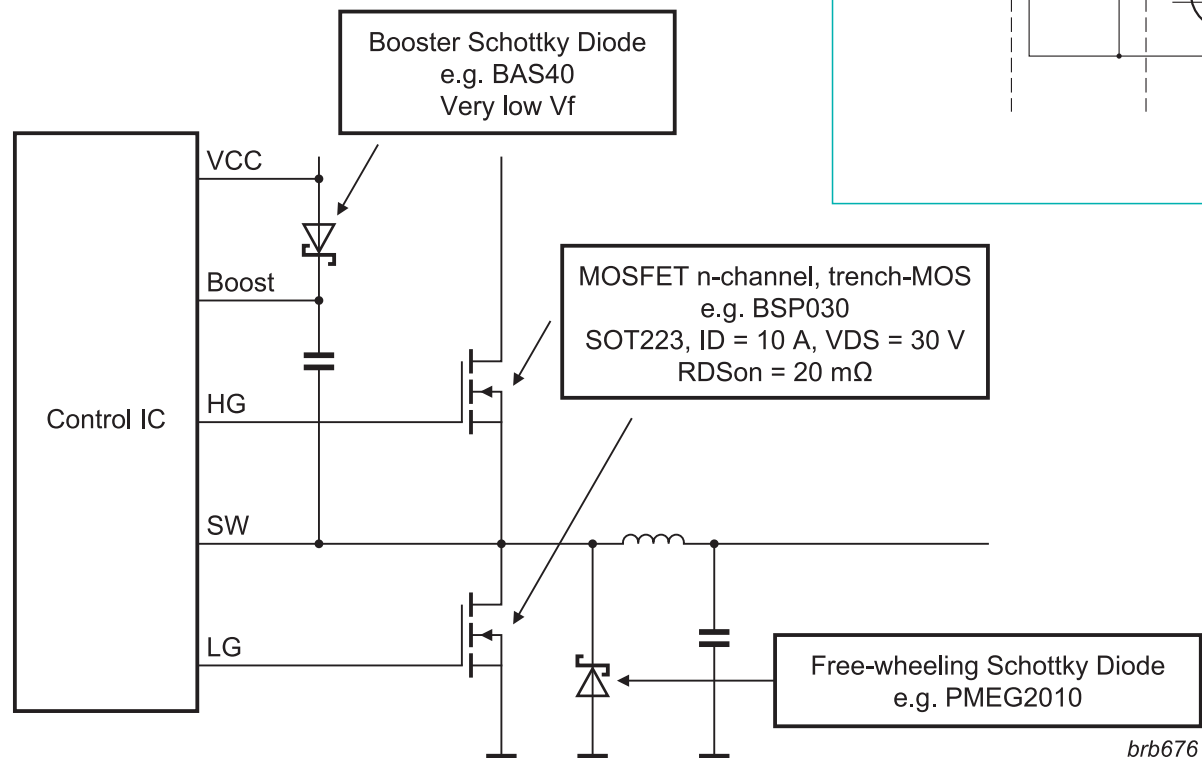 Booster Schottky Diode
e.g. BAS40
Very low Vf
VCC
Boost
MOSFET n-channel, trench-MOS
e.g. BSP030
SOT223, ID = 10 A, VDS = 30 V
RDSon = 20 mΩ
Control IC
HG
SW
LG
Free-wheeling Schottky Diode
e.g. PMEG2010
brb676